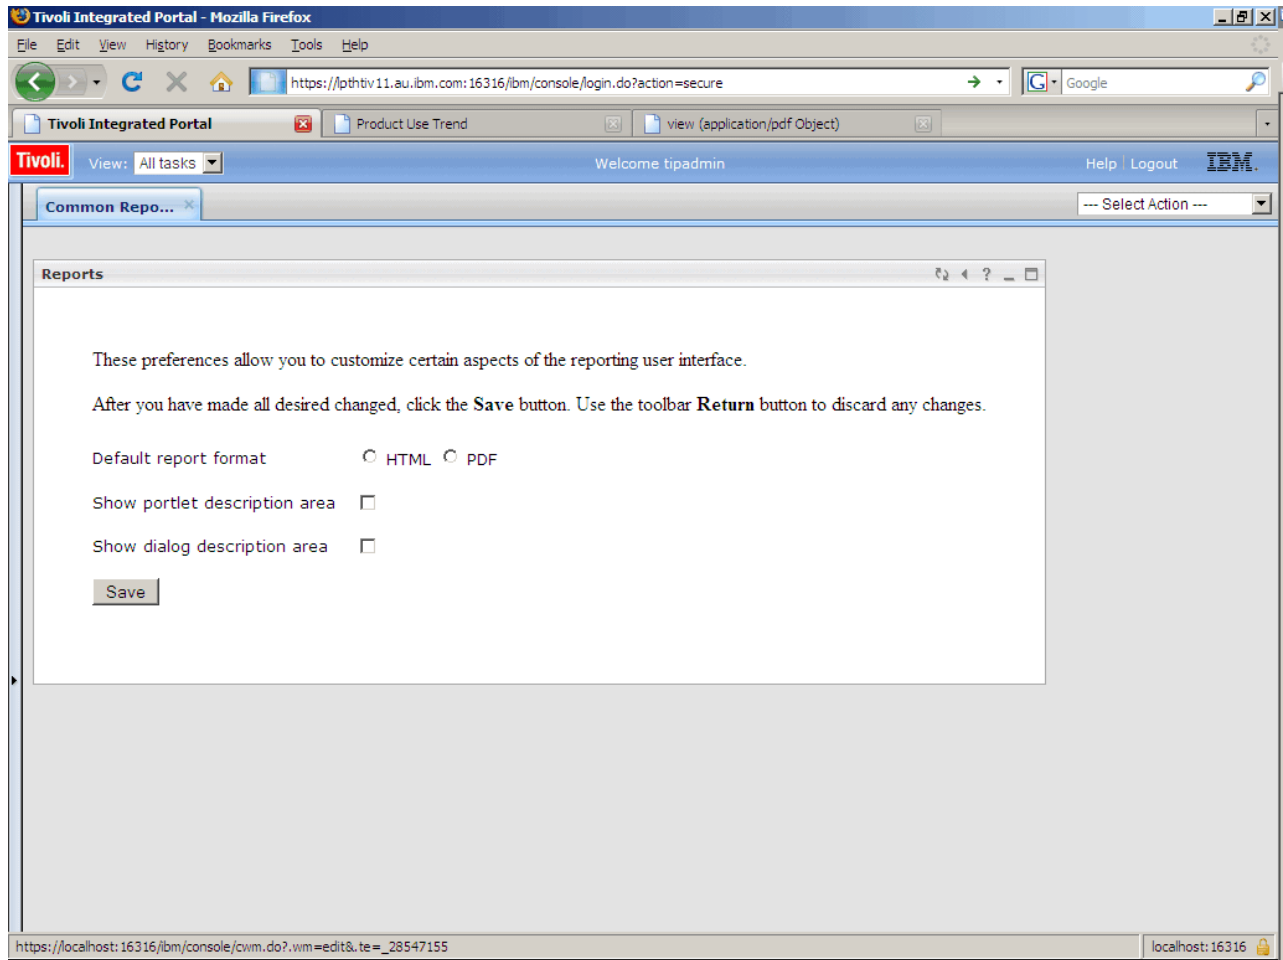 Tivoli Integrated Portal - Mozilla Firefox
File Edit View History Bookmarks Tools Help
https://lpthtiv11.au.ibm.com:16316/ibm/console/login.do?action=secure
G Google
Tivoli Integrated Portal Product Use Trend view (application/pdf Object)
Tivoli. View: All tasks Welcome tipadmin Help Logout IBM.
Common Repo... --- Select Action ---
Reports
These preferences allow you to customize certain aspects of the reporting user interface.
After you have made all desired changed, click the Save button. Use the toolbar Return button to discard any changes.
Default report format HTML PDF
Show portlet description area
Show dialog description area
Save
https://localhost:16316/ibm/console/cwm.do?.wm=edit&.te=_28547155 localhost:16316